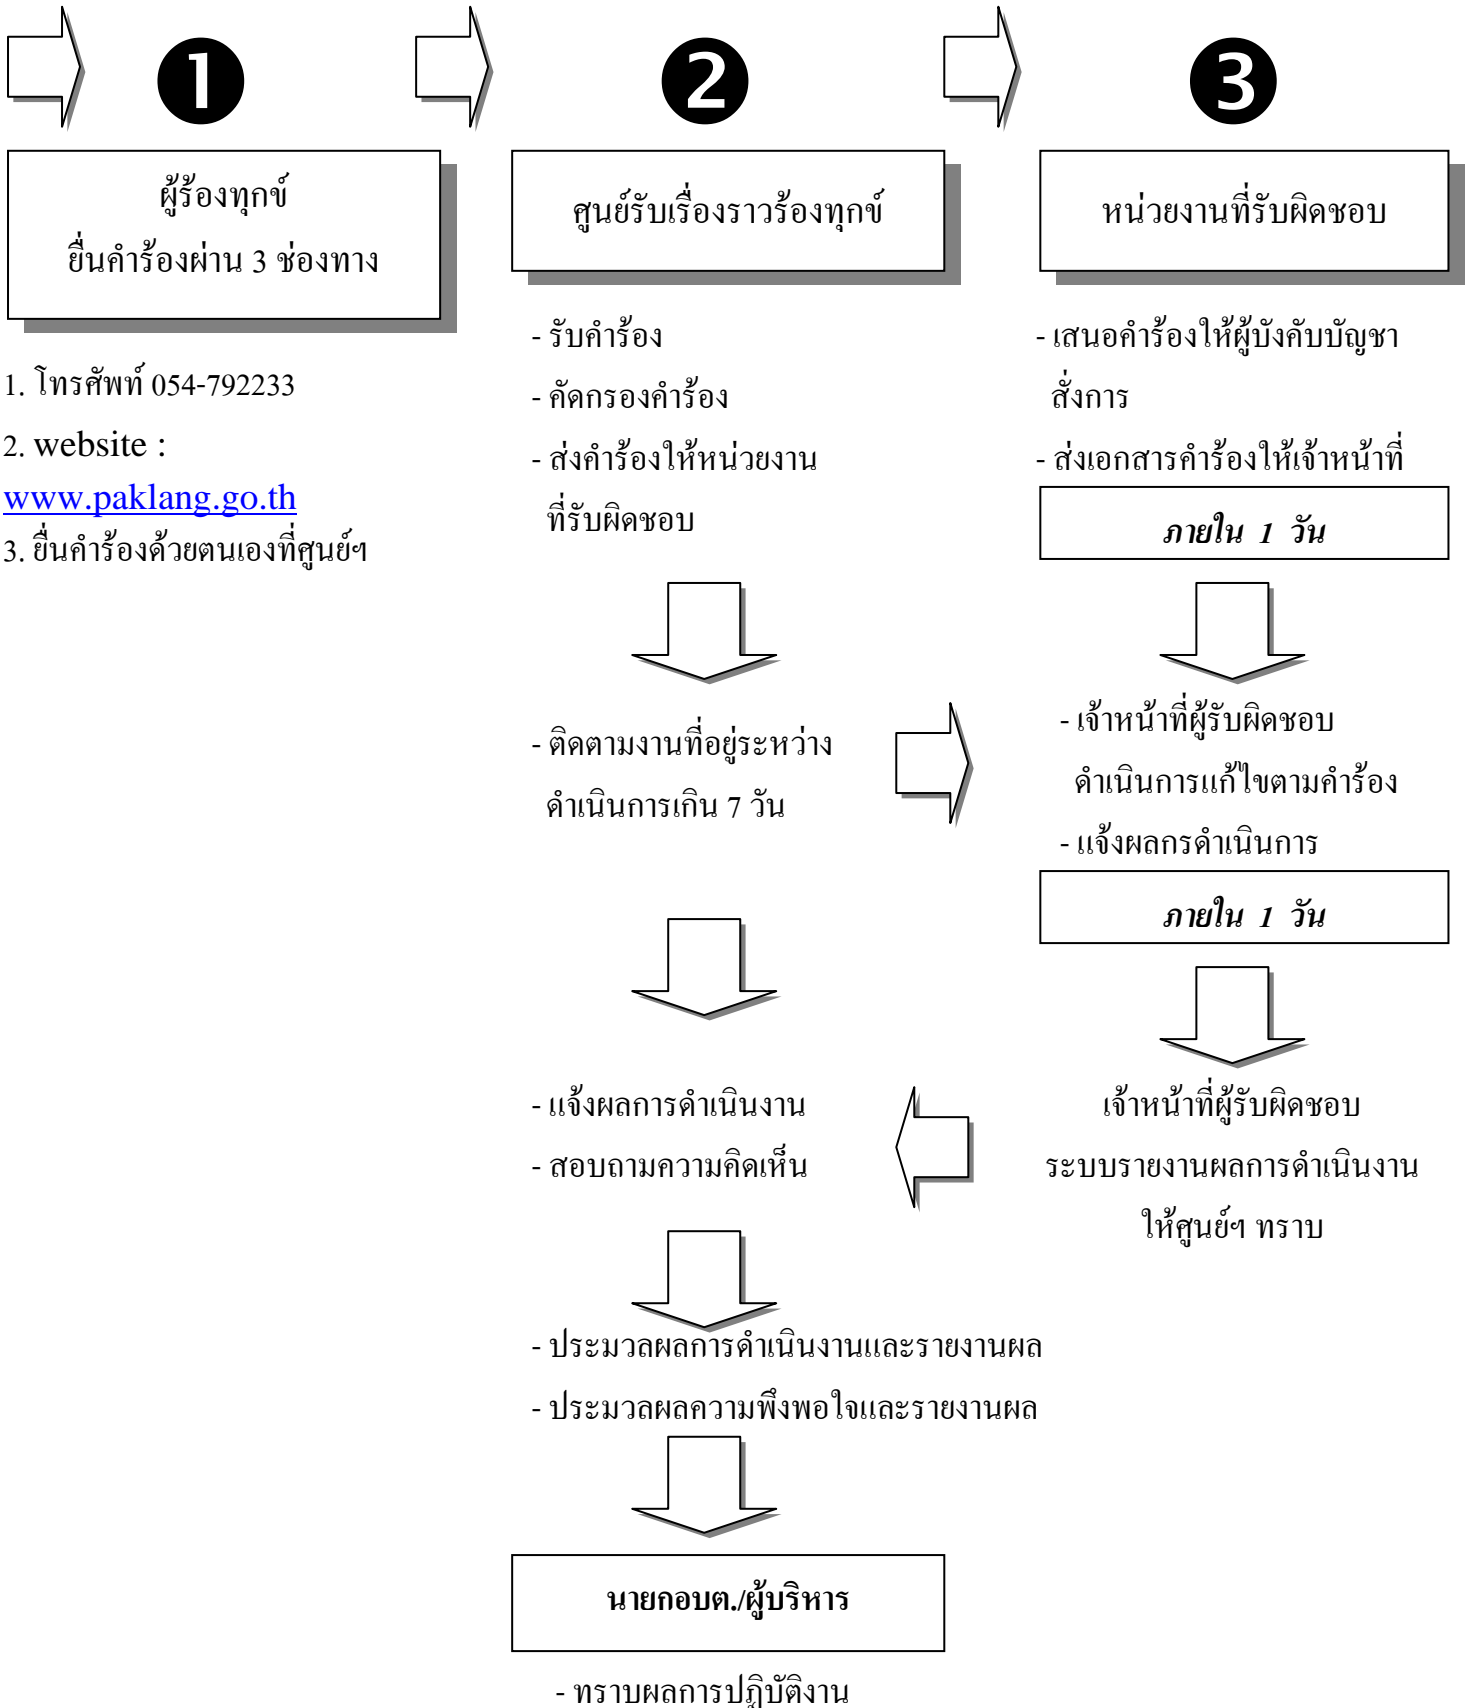 1
2
3
ผู้ร้องทุกข์
ยื่นคำร้องผ่าน 3 ช่องทาง
1. โทรศัพท์ 054-792233
2. website :
www.paklang.go.th
3. ยื่นคำร้องด้วยตนเองที่ศูนย์ฯ
ศูนย์รับเรื่องราวร้องทุกข์
- รับคำร้อง
- คัดกรองคำร้อง
- ส่งคำร้องให้หน่วยงาน
ที่รับผิดชอบ
หน่วยงานที่รับผิดชอบ
- เสนอคำร้องให้ผู้บังคับบัญชา
สั่งการ
- ส่งเอกสารคำร้องให้เจ้าหน้าที่
ภายใน 1 วัน
- ติดตามงานที่อยู่ระหว่าง
ดำเนินการเกิน 7 วัน
- เจ้าหน้าที่ผู้รับผิดชอบ
ดำเนินการแก้ไขตามคำร้อง
- แจ้งผลกรดำเนินการ
ภายใน 1 วัน
- แจ้งผลการดำเนินงาน
- สอบถามความคิดเห็น
เจ้าหน้าที่ผู้รับผิดชอบ
ระบบรายงานผลการดำเนินงาน
ให้ศูนย์ฯ ทราบ
- ประมวลผลการดำเนินงานและรายงานผล
- ประมวลผลความพึงพอใจและรายงานผล
นายกอบต./ผู้บริหาร
- ทราบผลการปฏิบัติงาน